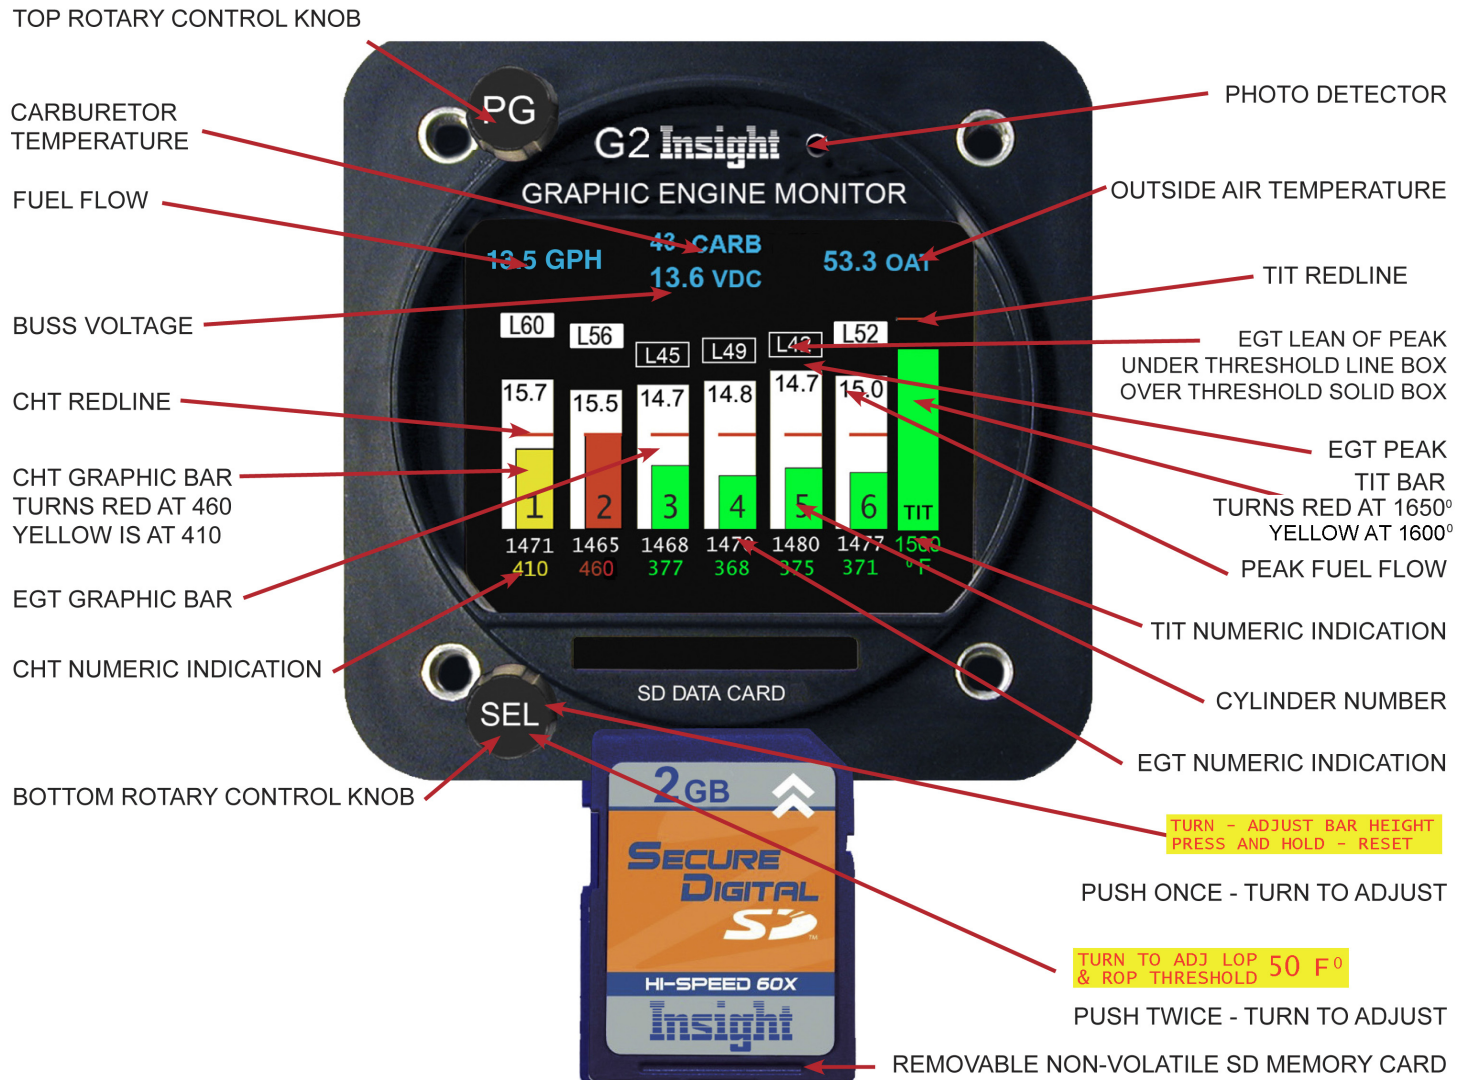 TOP ROTARY CONTROL KNOB
CARBURETOR
TEMPERATURE
FUEL FLOW
BUSS VOLTAGE
CHT REDLINE
CHT GRAPHIC BAR
TURNS RED AT 460
YELLOW IS AT 410
EGT GRAPHIC BAR
CHT NUMERIC INDICATION
BOTTOM ROTARY CONTROL KNOB
PG
G2 Insight
GRAPHIC ENGINE MONITOR
43 CARB
13.5 GPH
13.6 VDC
53.3 OAT
L60 L56 L45 L49 L42 L52
15.7 15.5 14.7 14.8 14.7 15.0
1 2 3 4 5 6 TIT
1471 1465 1468 1479 1480 1477 1500
410 460 377 368 375 371 °F
SD DATA CARD
SEL
2GB
SECURE
DIGITAL
SD
TM
HI-SPEED 60X
Insight
PHOTO DETECTOR
OUTSIDE AIR TEMPERATURE
TIT REDLINE
EGT LEAN OF PEAK
UNDER THRESHOLD LINE BOX
OVER THRESHOLD SOLID BOX
EGT PEAK
TIT BAR
TURNS RED AT 1650⁰
YELLOW AT 1600⁰
PEAK FUEL FLOW
TIT NUMERIC INDICATION
CYLINDER NUMBER
EGT NUMERIC INDICATION
TURN - ADJUST BAR HEIGHT
PRESS AND HOLD - RESET
PUSH ONCE - TURN TO ADJUST
TURN TO ADJ LOP
& ROP THRESHOLD 50 F⁰
PUSH TWICE - TURN TO ADJUST
REMOVABLE NON-VOLATILE SD MEMORY CARD